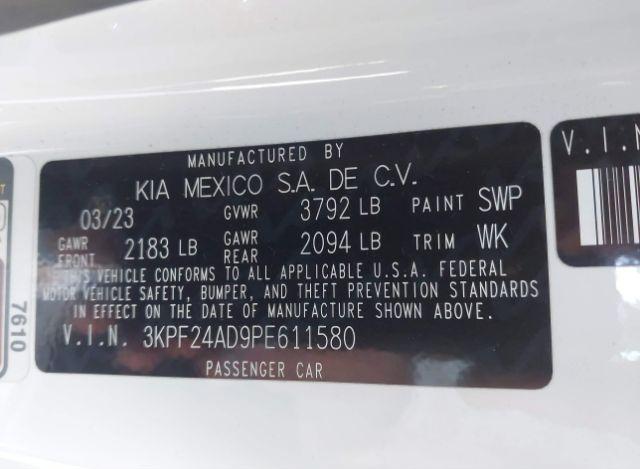 MANUFACTURED BY
KIA MEXICO S.A. DE C.V.
03/23 GVWR 3792 LB PAINT SWP
GAWR FRONT 2183 LB GAWR REAR 2094 LB TRIM WK
THIS VEHICLE CONFORMS TO ALL APPLICABLE U.S.A. FEDERAL
MOTOR VEHICLE SAFETY, BUMPER, AND THEFT PREVENTION STANDARDS
IN EFFECT ON THE DATE OF MANUFACTURE SHOWN ABOVE.
V.I.N. 3KPF24AD9PE611580
PASSENGER CAR
V.I.N
7610